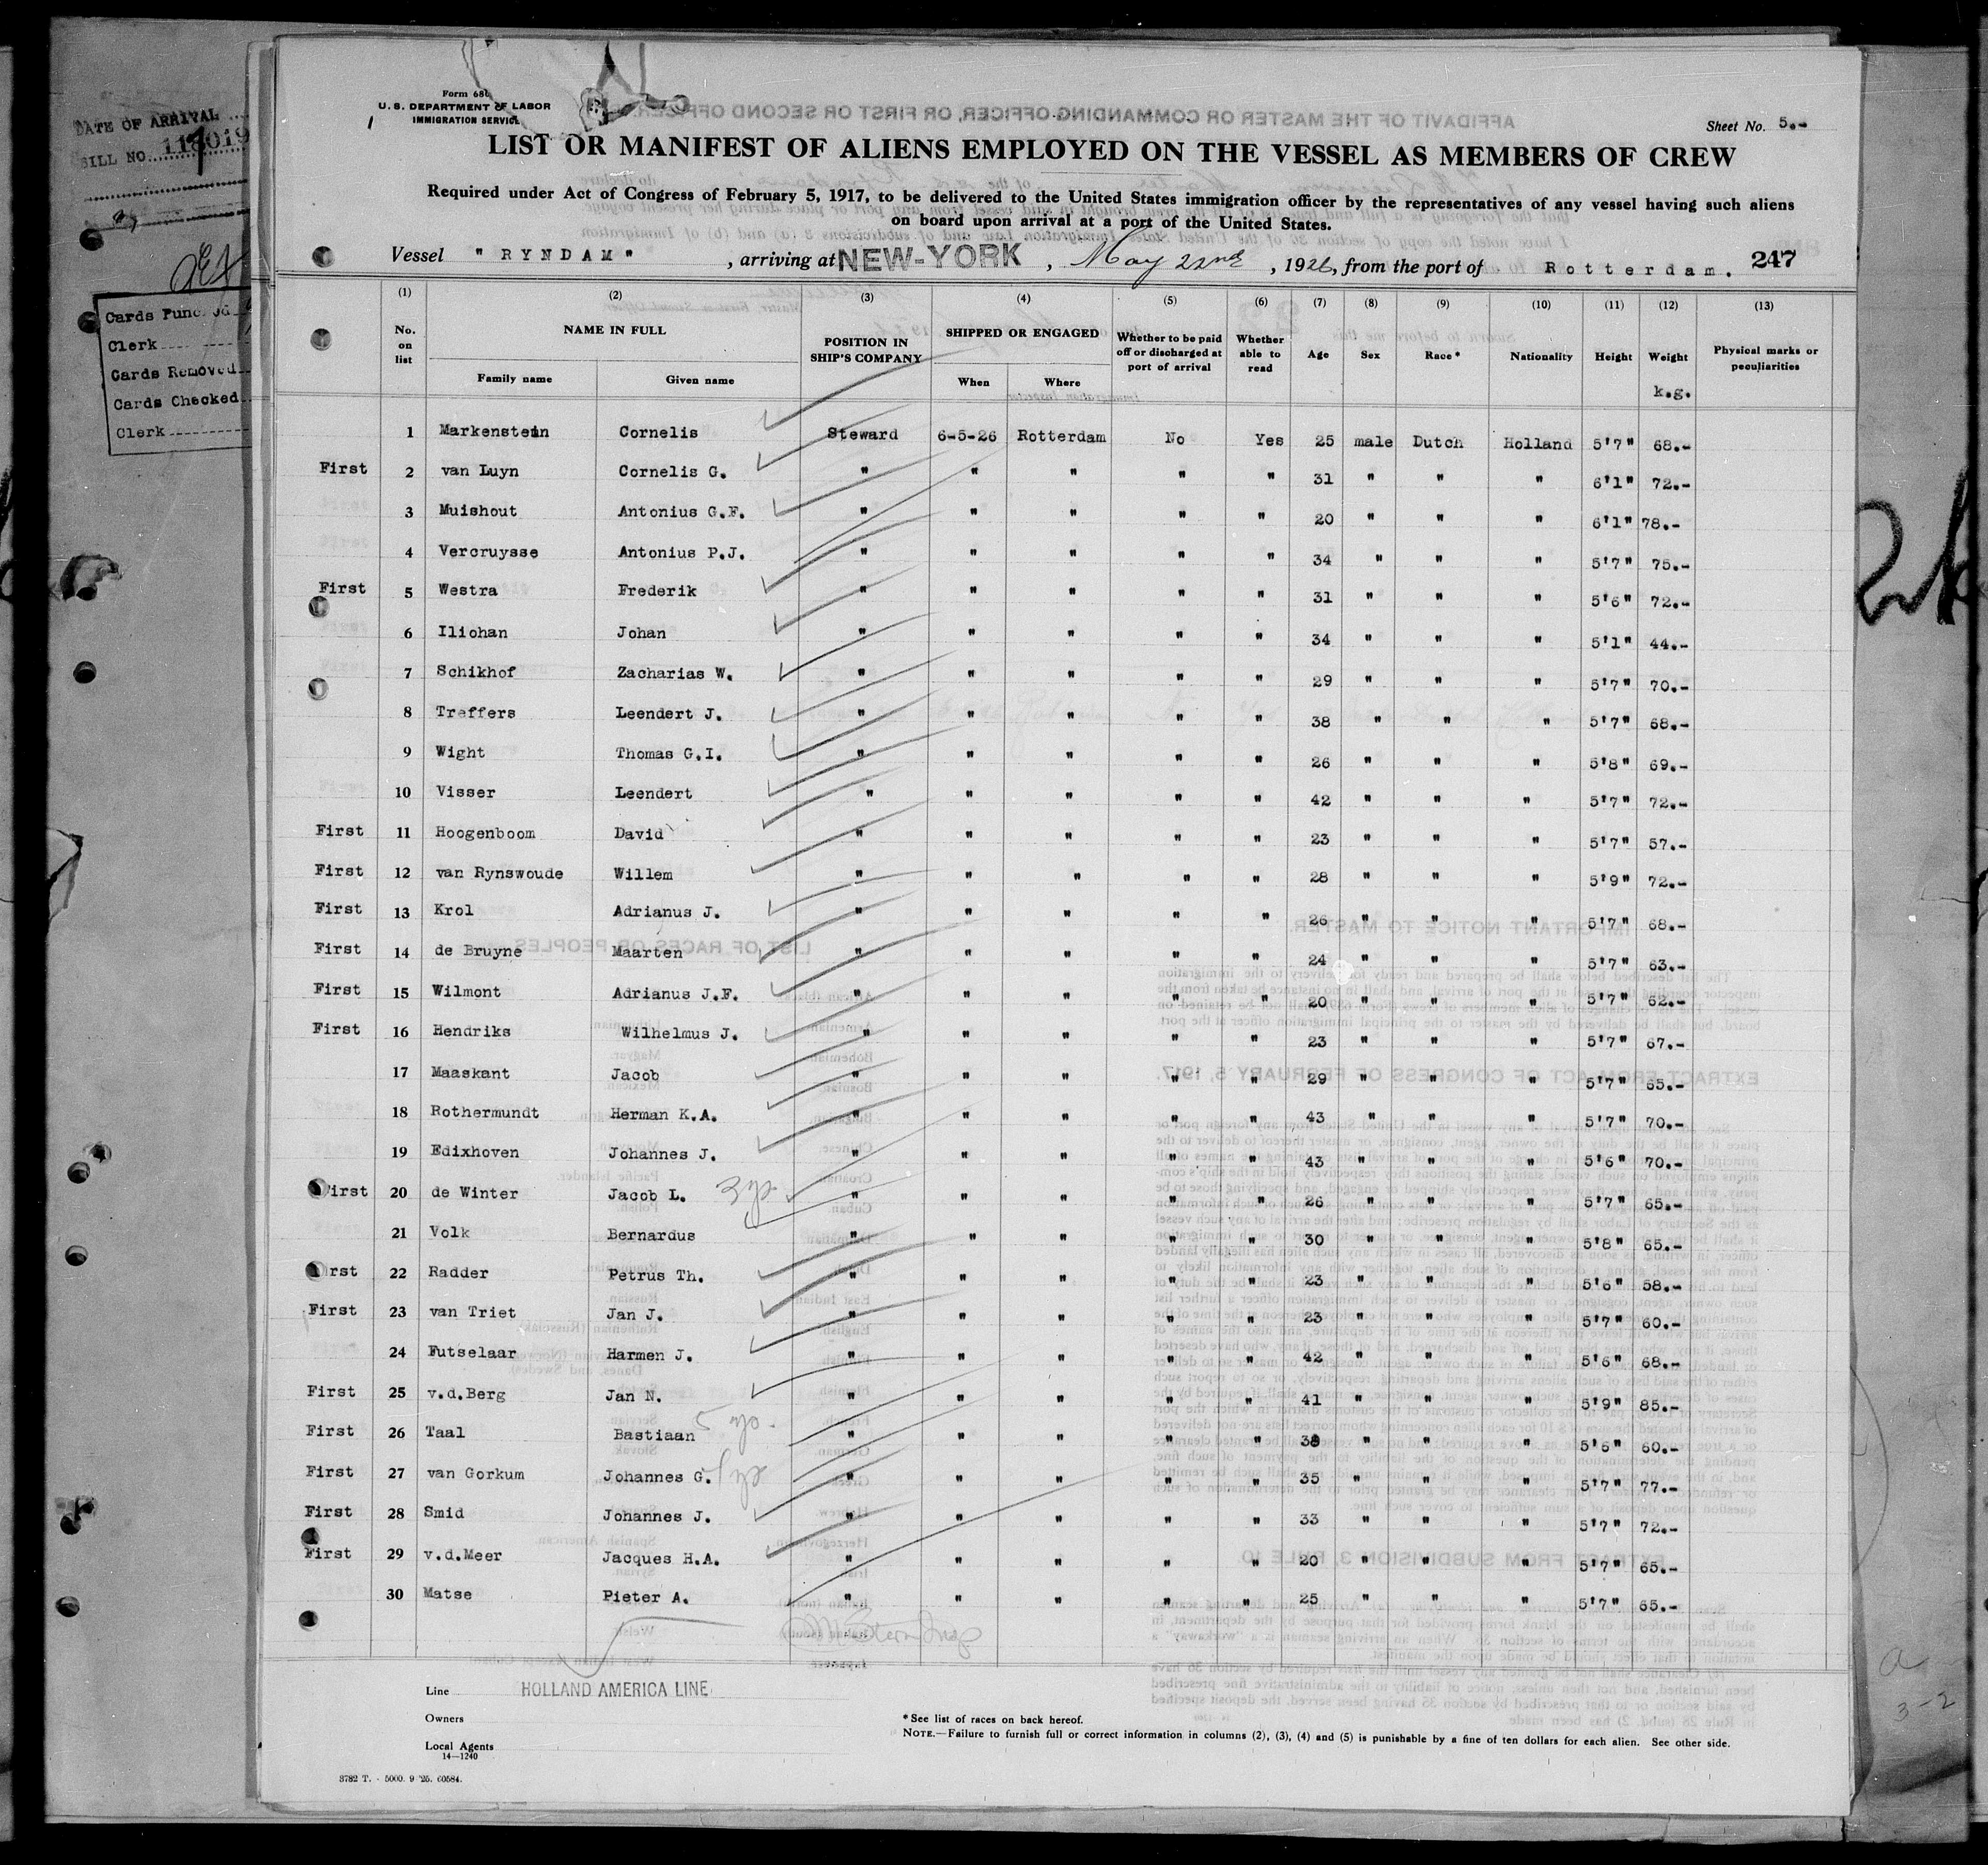 DATE OF ARRIVAL
BILL NO.
Cards Punc
Clerk
Cards Removed
Cards Checked
Clerk
U. S. DEPARTMENT OF LABOR
IMMIGRATION SERVICE
Sheet No. 5.-
LIST OR MANIFEST OF ALIENS EMPLOYED ON THE VESSEL AS MEMBERS OF CREW
Required under Act of Congress of February 5, 1917, to be delivered to the United States immigration officer by the representatives of any vessel having such aliens
on board upon arrival at a port of the United States.
Vessel "RYNDAM", arriving at NEW-YORK, May 22nd, 1926, from the port of Rotterdam. 247
(1) (2) (3) (4) (5) (6) (7) (8) (9) (10) (11) (12) (13)
No. on list NAME IN FULL Family name Given name POSITION IN SHIP'S COMPANY SHIPPED OR ENGAGED When Where Whether to be paid off or discharged at port of arrival Whether able to read Age Sex Race* Nationality Height Weight k.g. Physical marks or peculiarities
1 Markenstein Cornelis Steward 6-5-26 Rotterdam No Yes 25 male Dutch Holland 5'7" 68.-
First 2 van Luyn Cornelis G. " " " " " 31 " " " 6'1" 72.-
3 Muishout Antonius G.F. " " " " " 20 " " " 6'1" 78.-
4 Vercruysse Antonius P.J. " " " " " 34 " " " 5'7" 75.-
First 5 Westra Frederik " " " " " 31 " " " 5'6" 72.-
6 Iliohan Johan " " " " " 34 " " " 5'1" 44.-
7 Schikhof Zacharias W. " " " " " 29 " " " 5'7" 70.-
8 Treffers Leendert J. " " " " " 38 " " " 5'7" 68.-
9 Wight Thomas G.I. " " " " " 26 " " " 5'8" 69.-
10 Visser Leendert " " " " " 42 " " " 5'7" 72.-
First 11 Hoogenboom David " " " " " 23 " " " 5'7" 57.-
First 12 van Rynswoude Willem " " " " " 28 " " " 5'9" 72.-
First 13 Krol Adrianus J. " " " " " 26 " " " 5'7" 68.-
First 14 de Bruyne Maarten " " " " " 24 " " " 5'7" 63.-
First 15 Wilmont Adrianus J.F. " " " " " 20 " " " 5'7" 62.-
First 16 Hendriks Wilhelmus J. " " " " " 23 " " " 5'7" 67.-
17 Maaskant Jacob " " " " " 29 " " " 5'7" 65.-
18 Rothermundt Herman K.A. " " " " " 43 " " " 5'7" 70.-
19 Edixhoven Johannes J. " " " " " 43 " " " 5'6" 70.-
First 20 de Winter Jacob L. " " " " " 26 " " " 5'7" 65.-
21 Volk Bernardus " " " " " 30 " " " 5'8" 65.-
First 22 Radder Petrus Th. " " " " " 23 " " " 5'6" 58.-
First 23 van Triet Jan J. " " " " " 23 " " " 5'7" 60.-
24 Futselaar Harmen J. " " " " " 42 " " " 5'6" 68.-
First 25 v.d.Berg Jan N. " " " " " 41 " " " 5'9" 85.-
First 26 Taal Bastiaan " " " " " " " " 5'6" 60.-
First 27 van Gorkum Johannes G. " " " " " 35 " " " 5'7" 77.-
First 28 Smid Johannes J. " " " " " 33 " " " 5'7" 72.-
First 29 v.d.Meer Jacques H.A. " " " " " 20 " " " 5'7" 65.-
30 Matse Pieter A. " " " " " 25 " " " 5'7" 65.-
Line HOLLAND AMERICA LINE
Owners
Local Agents
14—1240
*See list of races on back hereof.
NOTE.—Failure to furnish full or correct information in columns (2), (3), (4) and (5) is punishable by a fine of ten dollars for each alien. See other side.
3782 T. - 5000. 9 '25. 60584.